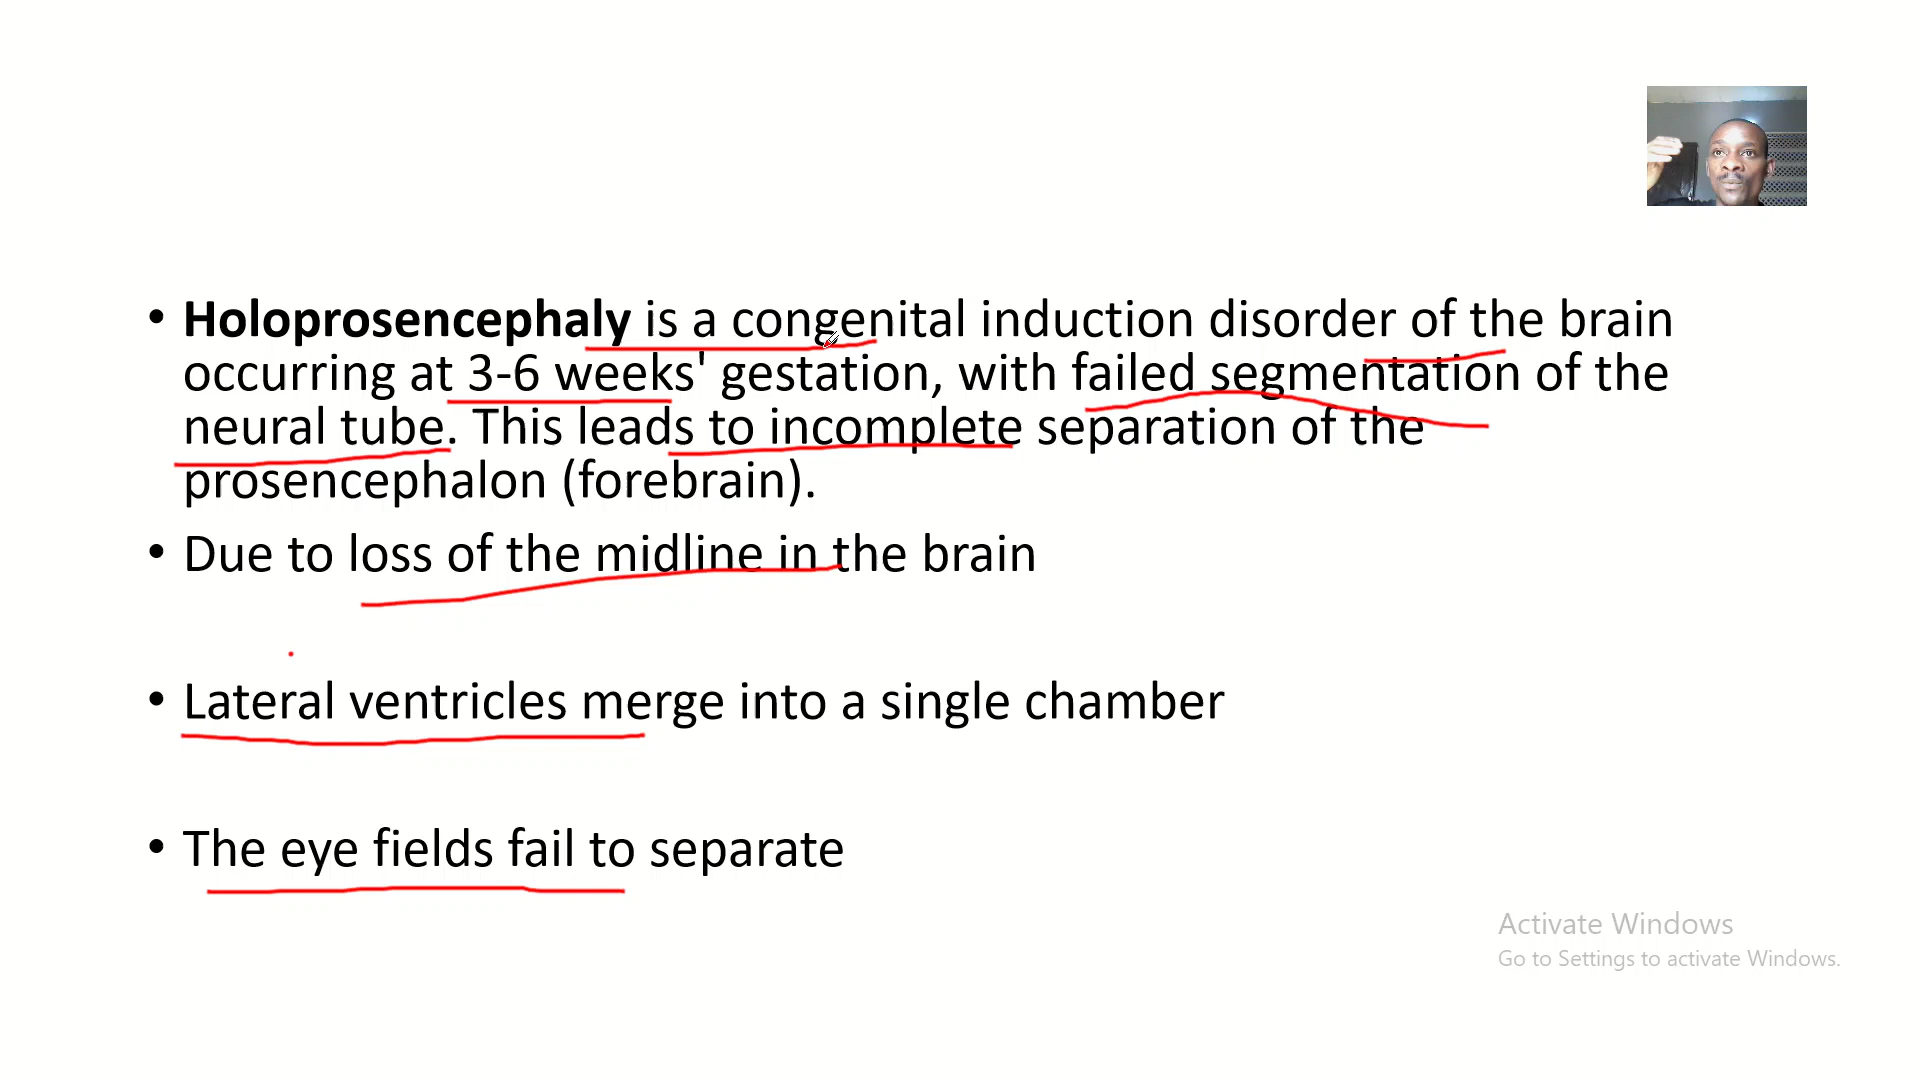 • Holoprosencephaly is a congenital induction disorder of the brain
occurring at 3-6 weeks' gestation, with failed segmentation of the
neural tube. This leads to incomplete separation of the
prosencephalon (forebrain).
• Due to loss of the midline in the brain
• Lateral ventricles merge into a single chamber
• The eye fields fail to separate
Activate Windows
Go to Settings to activate Windows.